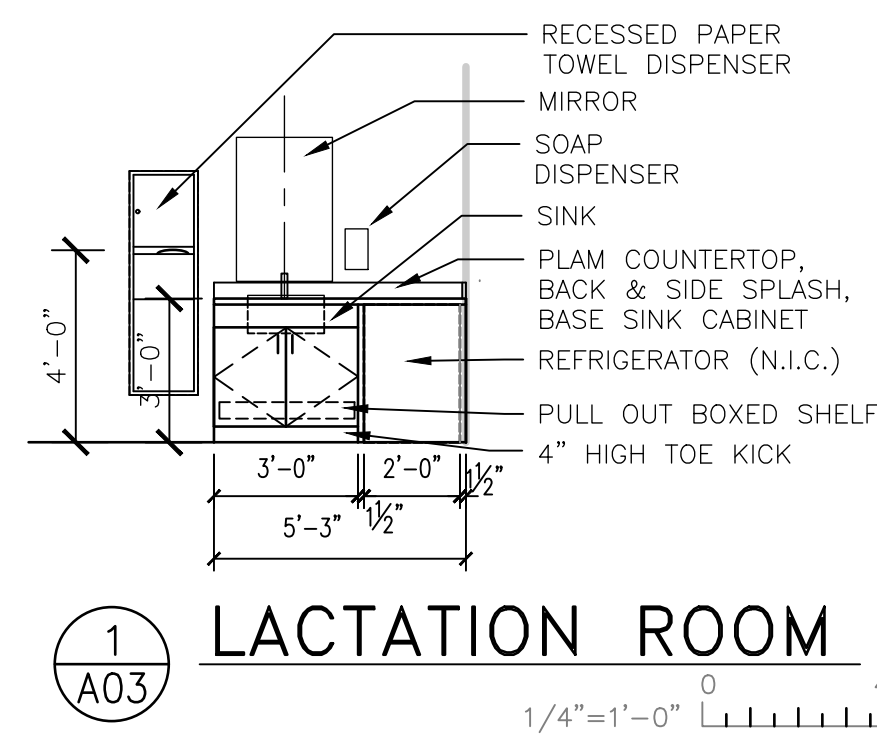 RECESSED PAPER
TOWEL DISPENSER
MIRROR
SOAP
DISPENSER
SINK
PLAM COUNTERTOP,
BACK & SIDE SPLASH,
BASE SINK CABINET
REFRIGERATOR (N.I.C.)
PULL OUT BOXED SHELF
4" HIGH TOE KICK
4'-0"
3'-0"
3'-0"
2'-0"
1½"
1½"
5'-3"
1
A03
LACTATION ROOM
0
1/4"=1'-0"